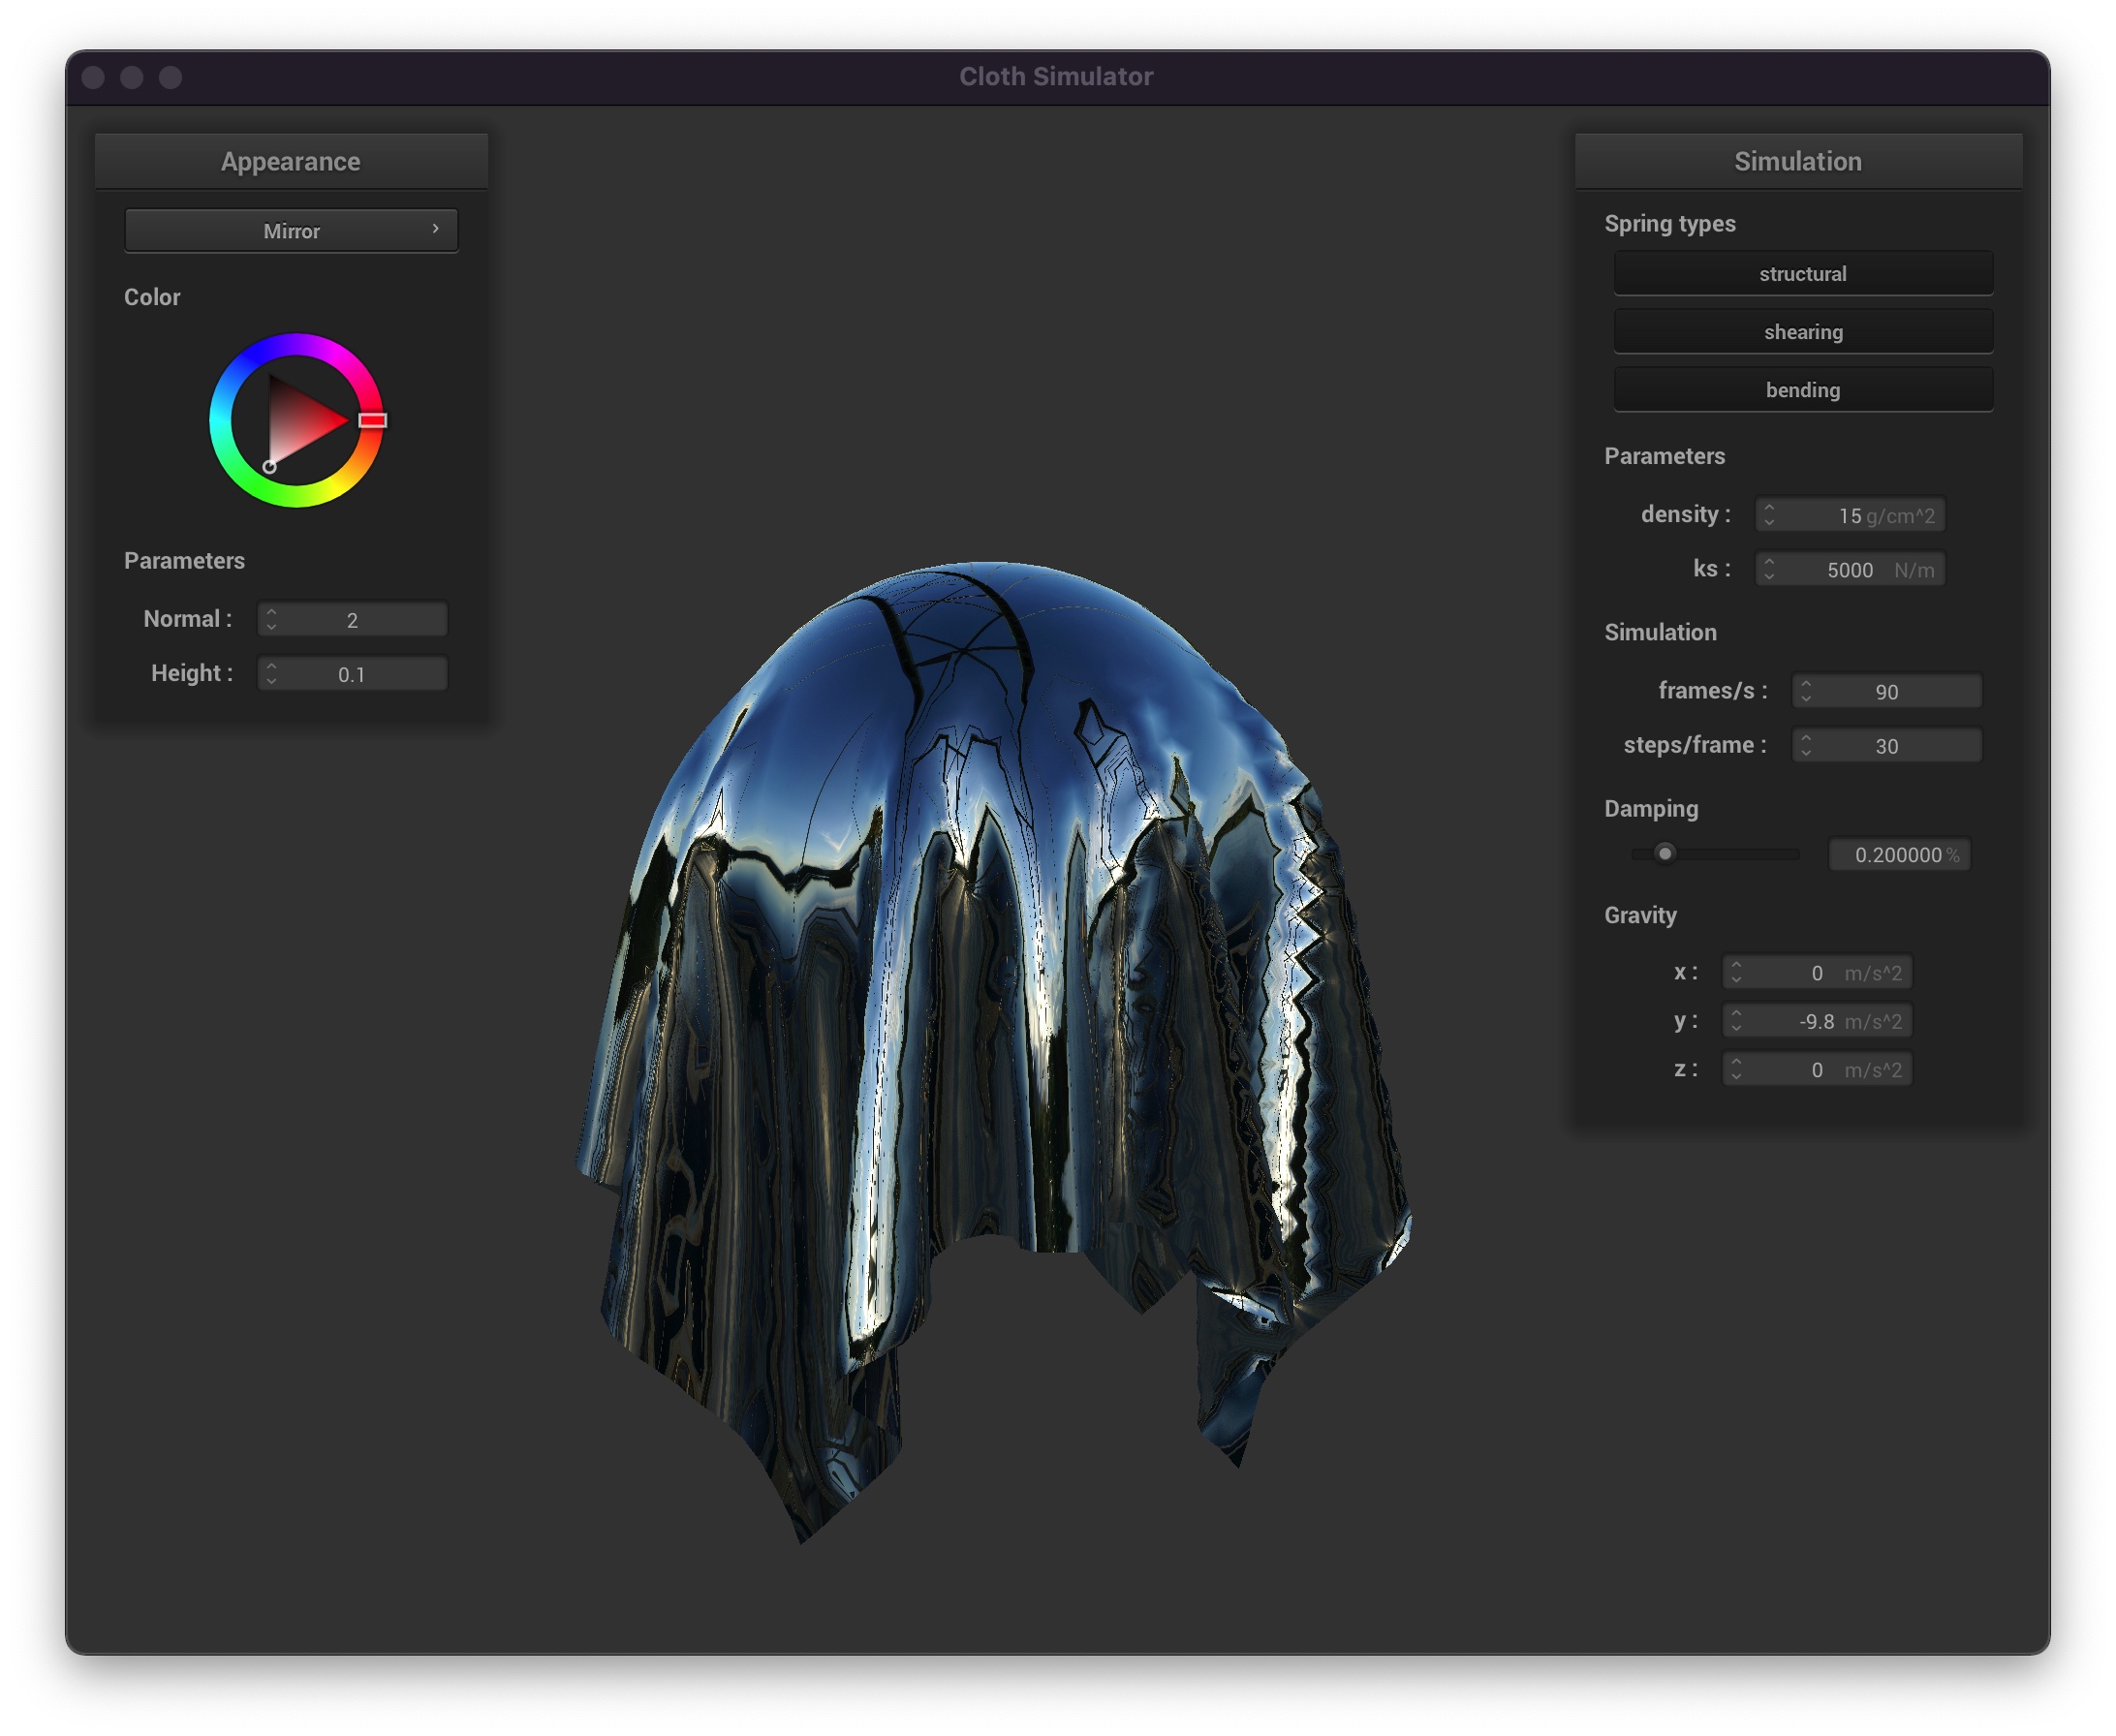 Cloth Simulator
Appearance
Mirror
Color
Parameters
Normal : 2
Height : 0.1
Simulation
Spring types
structural
shearing
bending
Parameters
density : 15 g/cm^2
ks : 5000 N/m
Simulation
frames/s : 90
steps/frame : 30
Damping
0.200000 %
Gravity
x : 0 m/s^2
y : -9.8 m/s^2
z : 0 m/s^2